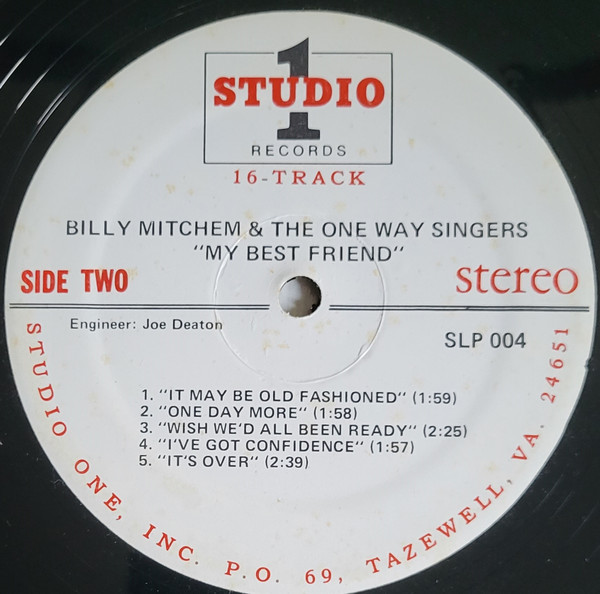 1
STUDIO
RECORDS
16-TRACK
BILLY MITCHEM & THE ONE WAY SINGERS
"MY BEST FRIEND"
SIDE TWO
stereo
Engineer: Joe Deaton
SLP 004
1. "IT MAY BE OLD FASHIONED" (1:59)
2. "ONE DAY MORE" (1:58)
3. "WISH WE'D ALL BEEN READY" (2:25)
4. "I'VE GOT CONFIDENCE" (1:57)
5. "IT'S OVER" (2:39)
STUDIO ONE, INC. P.O. 69, TAZEWELL, VA. 24651